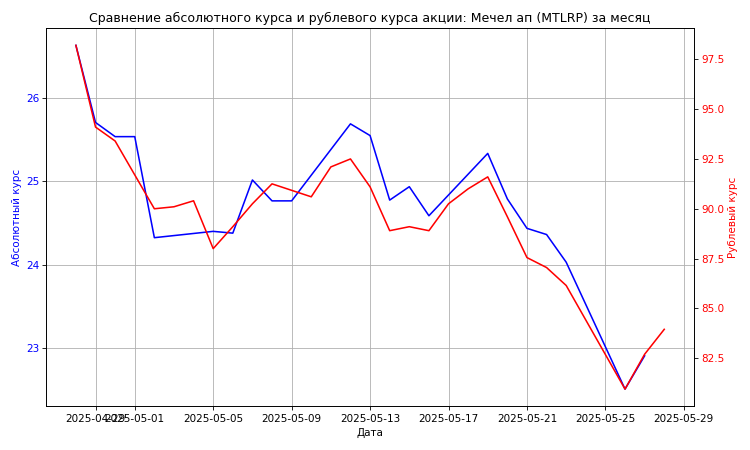 Сравнение абсолютного курса и рублевого курса акции: Мечел ап (MTLRP) за месяц
26
25
24
23
Абсолютный курс
97.5
95.0
92.5
90.0
87.5
85.0
82.5
Рублевый курс
2025-04-29 2025-05-01 2025-05-05 2025-05-09 2025-05-13 2025-05-17 2025-05-21 2025-05-25 2025-05-29
Дата